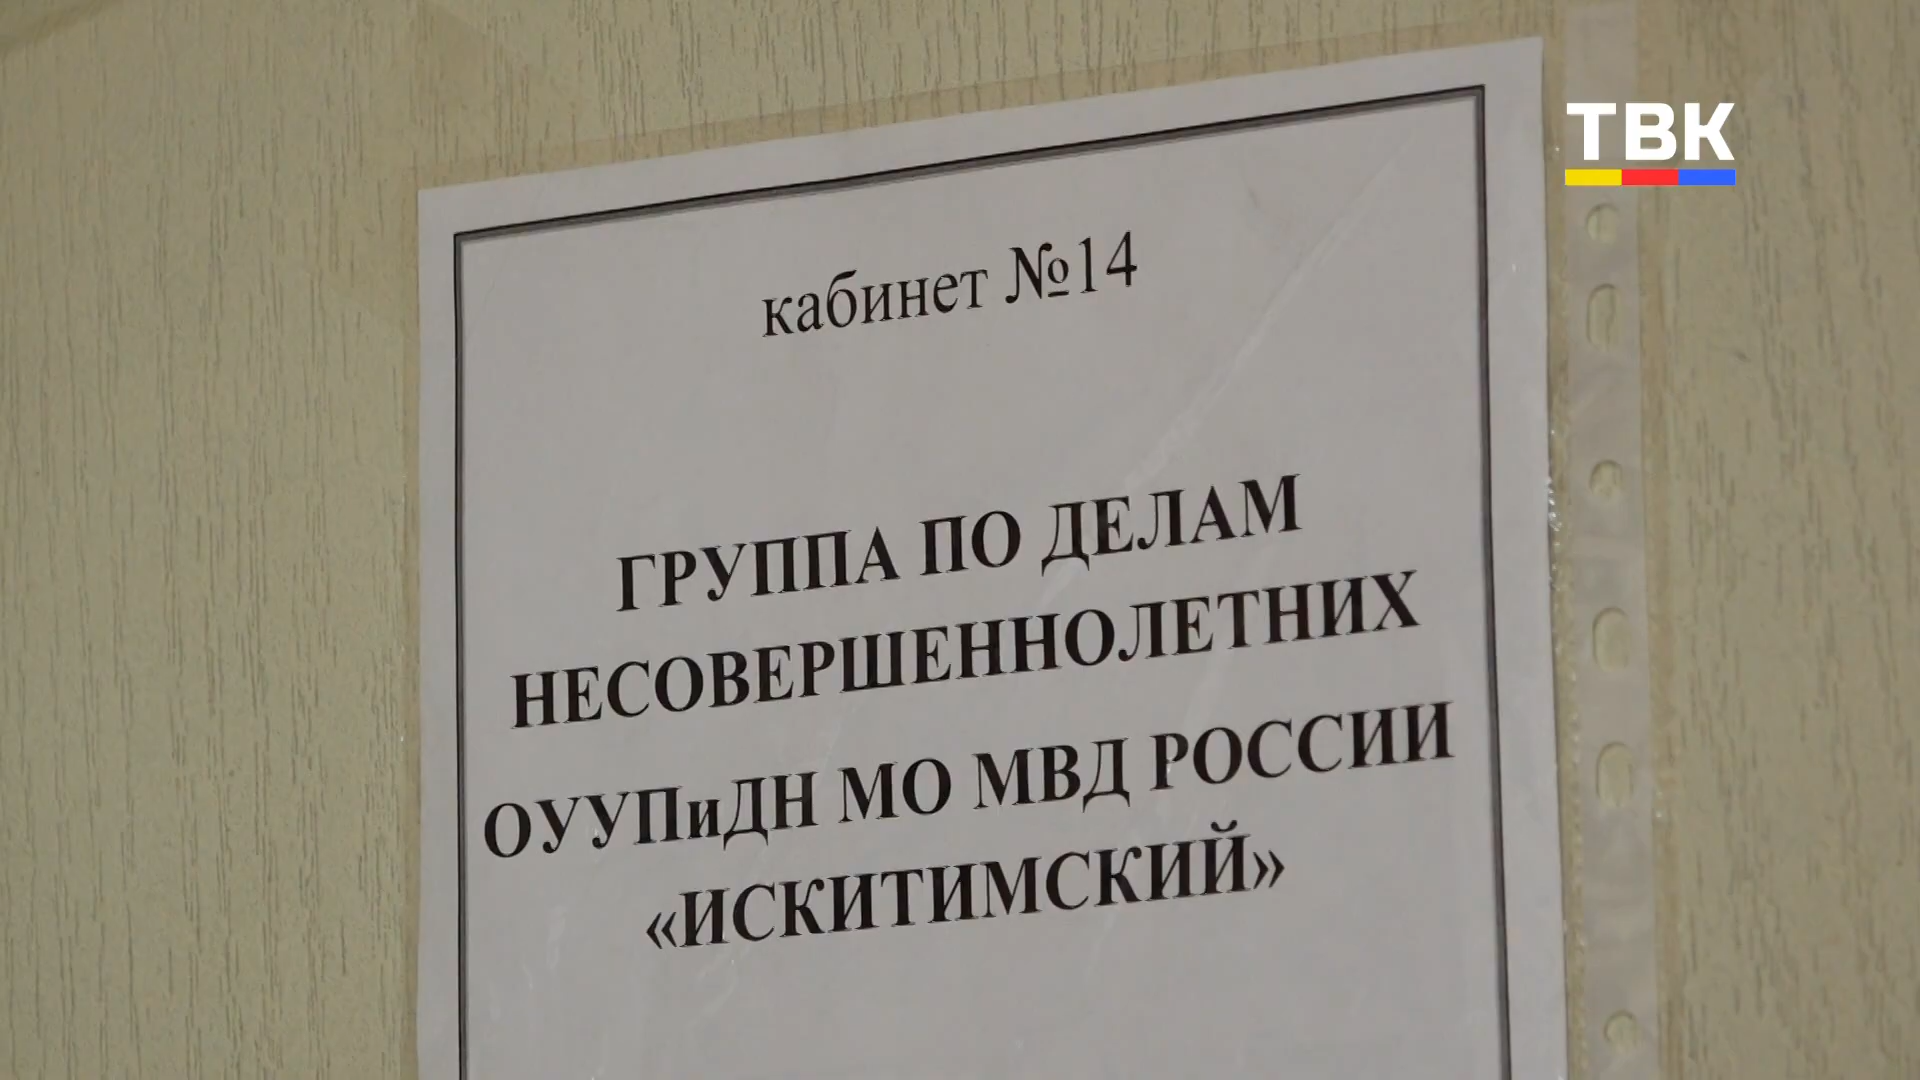 ТВК
кабинет №14
ГРУППА ПО ДЕЛАМ
НЕСОВЕРШЕННОЛЕТНИХ
ОУУПиДН МО МВД РОССИИ
«ИСКИТИМСКИЙ»